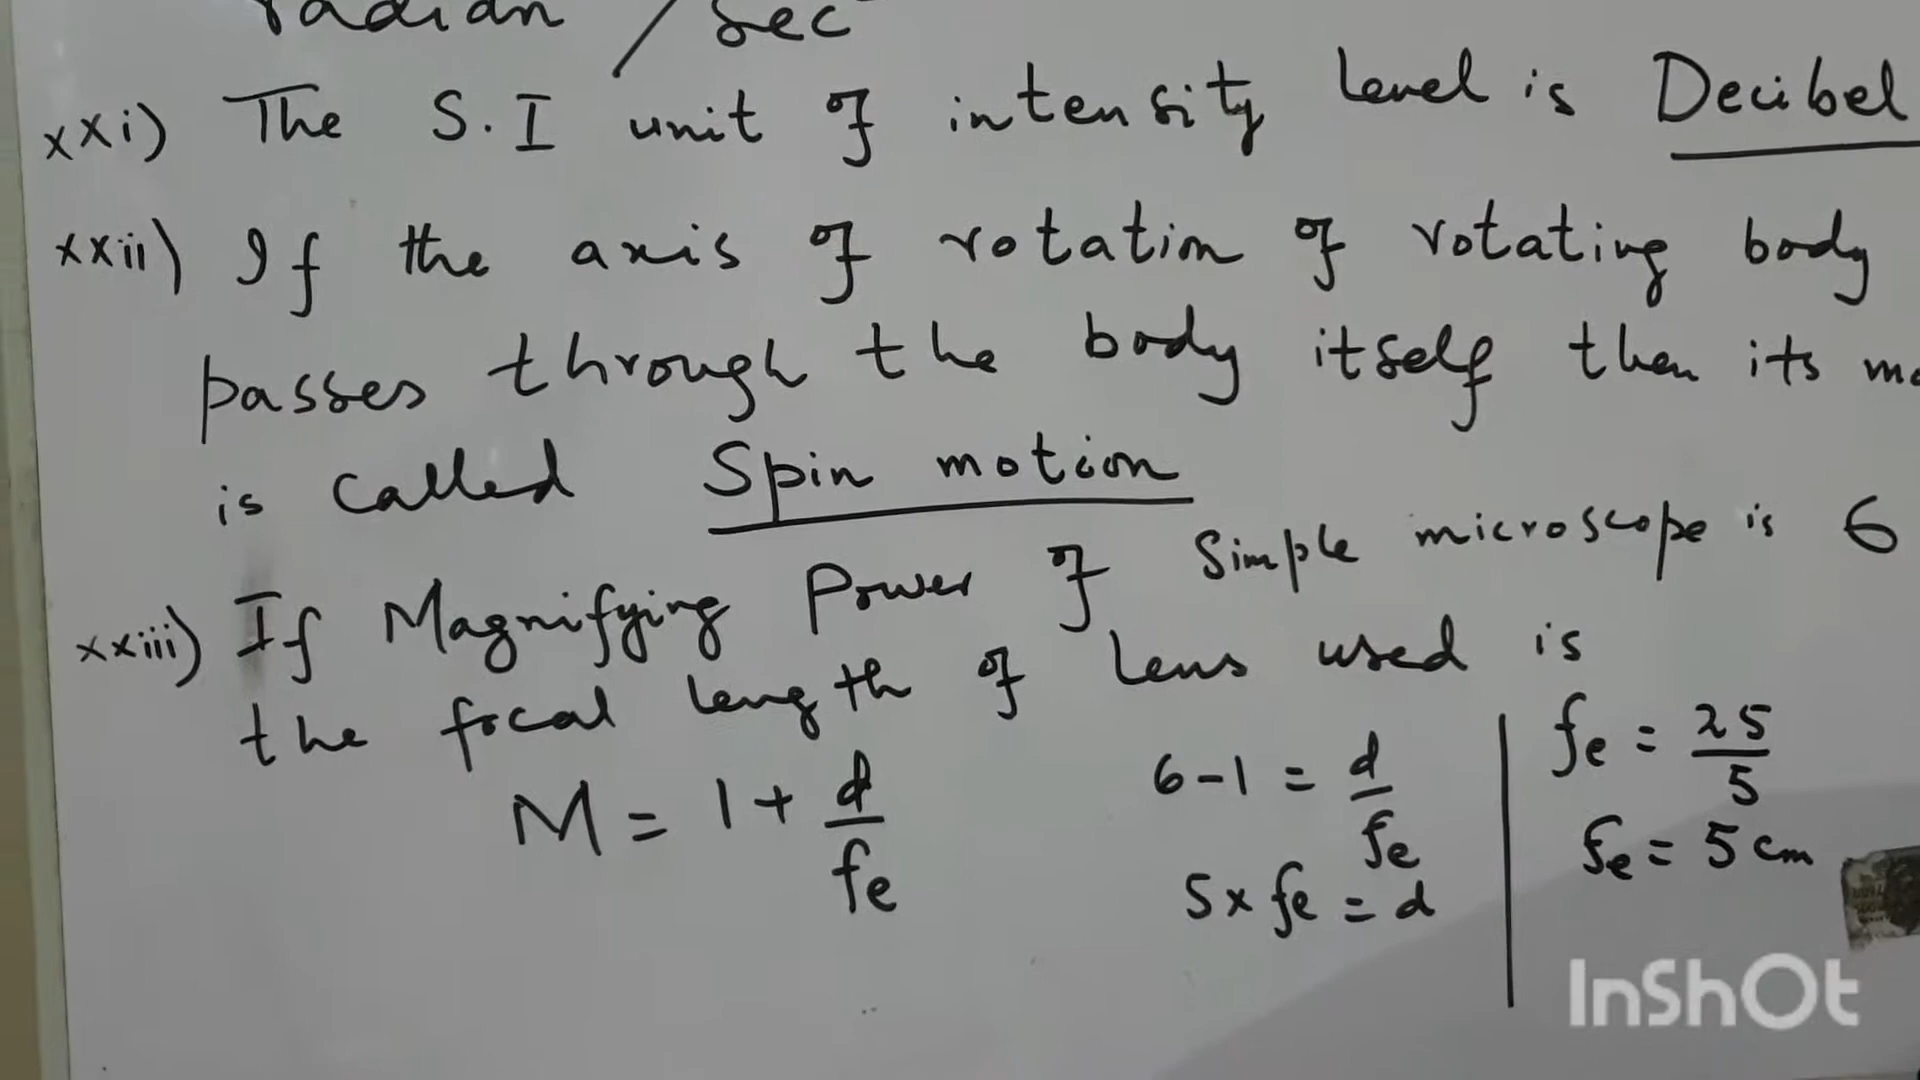 radian / sec
xxi) The S.I unit of intensity level is Decibel
xxii) If the axis of rotation of rotating body
passes through the body itself then its
is called Spin motion
xxiii) If Magnifying Power of Simple microscope is 6
the focal length of lens used is
M = 1 + d/fe
6-1 = d/fe
5 x fe = d
fe = 25/5
fe = 5 cm
InShOt